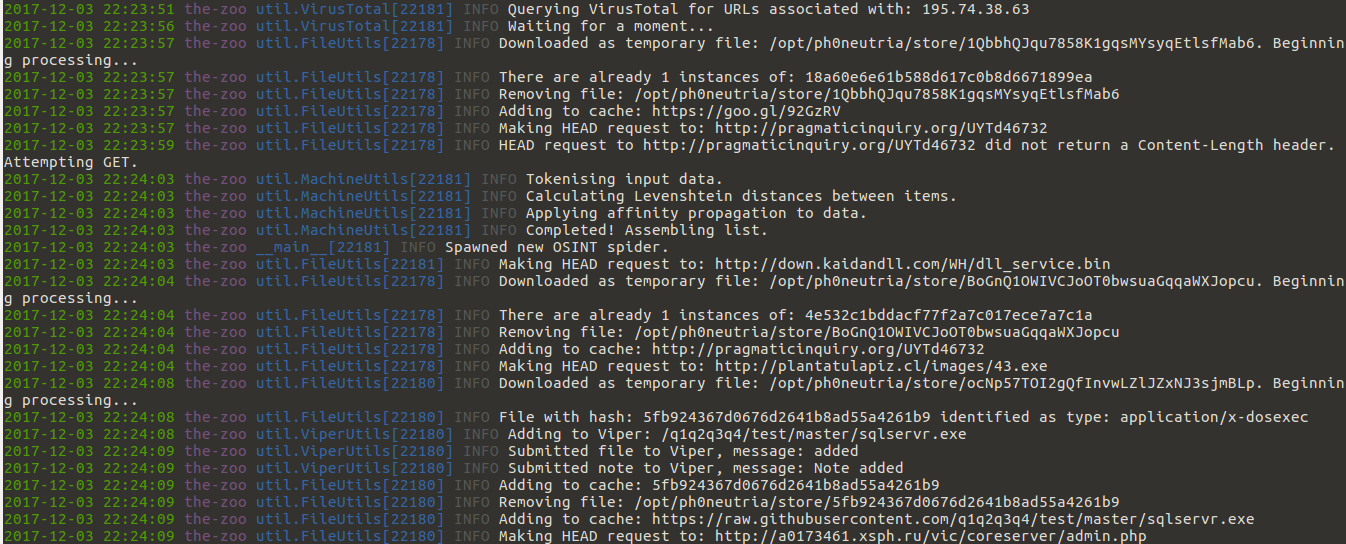 2017-12-03 22:23:51 the-zoo util.VirusTotal[22181] INFO Querying VirusTotal for URLs associated with: 195.74.38.63
2017-12-03 22:23:56 the-zoo util.VirusTotal[22181] INFO Waiting for a moment...
2017-12-03 22:23:57 the-zoo util.FileUtils[22178] INFO Downloaded as temporary file: /opt/ph0neutria/store/1QbbhQJqu7858K1gqsMYsyqEtlsfMab6. Beginnin
g processing...
2017-12-03 22:23:57 the-zoo util.FileUtils[22178] INFO There are already 1 instances of: 18a60e6e61b588d617c0b8d6671899ea
2017-12-03 22:23:57 the-zoo util.FileUtils[22178] INFO Removing file: /opt/ph0neutria/store/1QbbhQJqu7858K1gqsMYsyqEtlsfMab6
2017-12-03 22:23:57 the-zoo util.FileUtils[22178] INFO Adding to cache: https://goo.gl/92GzRV
2017-12-03 22:23:57 the-zoo util.FileUtils[22178] INFO Making HEAD request to: http://pragmaticinquiry.org/UYTd46732
2017-12-03 22:23:59 the-zoo util.FileUtils[22178] INFO HEAD request to http://pragmaticinquiry.org/UYTd46732 did not return a Content-Length header.
Attempting GET.
2017-12-03 22:24:03 the-zoo util.MachineUtils[22181] INFO Tokenising input data.
2017-12-03 22:24:03 the-zoo util.MachineUtils[22181] INFO Calculating Levenshtein distances between items.
2017-12-03 22:24:03 the-zoo util.MachineUtils[22181] INFO Applying affinity propagation to data.
2017-12-03 22:24:03 the-zoo util.MachineUtils[22181] INFO Completed! Assembling list.
2017-12-03 22:24:03 the-zoo __main__[22181] INFO Spawned new OSINT spider.
2017-12-03 22:24:03 the-zoo util.FileUtils[22181] INFO Making HEAD request to: http://down.kaidandll.com/WH/dll_service.bin
2017-12-03 22:24:04 the-zoo util.FileUtils[22178] INFO Downloaded as temporary file: /opt/ph0neutria/store/BoGnQ1OWIVCJoOT0bwsuaGqqaWXJopcu. Beginnin
g processing...
2017-12-03 22:24:04 the-zoo util.FileUtils[22178] INFO There are already 1 instances of: 4e532c1bddacf77f2a7c017ece7a7c1a
2017-12-03 22:24:04 the-zoo util.FileUtils[22178] INFO Removing file: /opt/ph0neutria/store/BoGnQ1OWIVCJoOT0bwsuaGqqaWXJopcu
2017-12-03 22:24:04 the-zoo util.FileUtils[22178] INFO Adding to cache: http://pragmaticinquiry.org/UYTd46732
2017-12-03 22:24:04 the-zoo util.FileUtils[22178] INFO Making HEAD request to: http://plantatulapiz.cl/images/43.exe
2017-12-03 22:24:08 the-zoo util.FileUtils[22180] INFO Downloaded as temporary file: /opt/ph0neutria/store/ocNp57TOI2gQfInvwLZlJZxNJ3sjmBLp. Beginnin
g processing...
2017-12-03 22:24:08 the-zoo util.FileUtils[22180] INFO File with hash: 5fb924367d0676d2641b8ad55a4261b9 identified as type: application/x-dosexec
2017-12-03 22:24:08 the-zoo util.ViperUtils[22180] INFO Adding to Viper: /q1q2q3q4/test/master/sqlservr.exe
2017-12-03 22:24:09 the-zoo util.ViperUtils[22180] INFO Submitted file to Viper, message: added
2017-12-03 22:24:09 the-zoo util.ViperUtils[22180] INFO Submitted note to Viper, message: Note added
2017-12-03 22:24:09 the-zoo util.FileUtils[22180] INFO Adding to cache: 5fb924367d0676d2641b8ad55a4261b9
2017-12-03 22:24:09 the-zoo util.FileUtils[22180] INFO Removing file: /opt/ph0neutria/store/5fb924367d0676d2641b8ad55a4261b9
2017-12-03 22:24:09 the-zoo util.FileUtils[22180] INFO Adding to cache: https://raw.githubusercontent.com/q1q2q3q4/test/master/sqlservr.exe
2017-12-03 22:24:09 the-zoo util.FileUtils[22180] INFO Making HEAD request to: http://a0173461.xsph.ru/vic/coreserver/admin.php